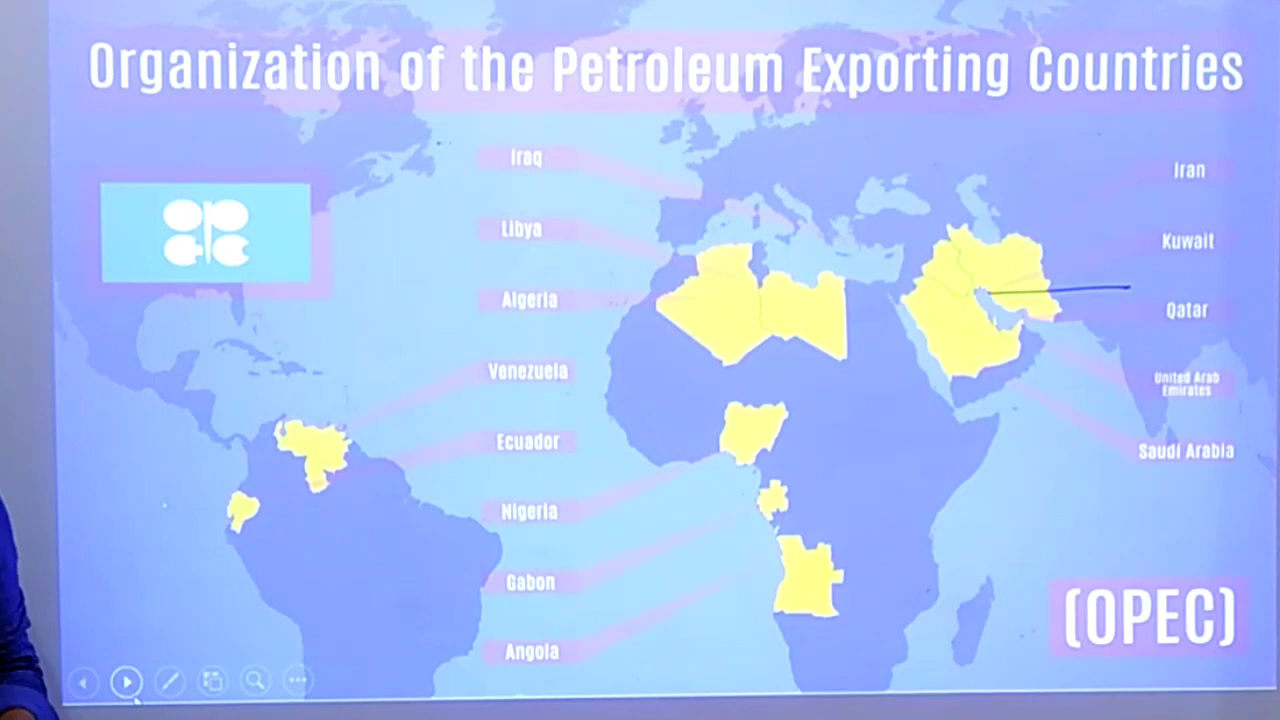 Organization of the Petroleum Exporting Countries
Iraq
Libya
Algeria
Venezuela
Ecuador
Nigeria
Gabon
Angola
Iran
Kuwait
Qatar
United Arab
Emirates
Saudi Arabia
(OPEC)